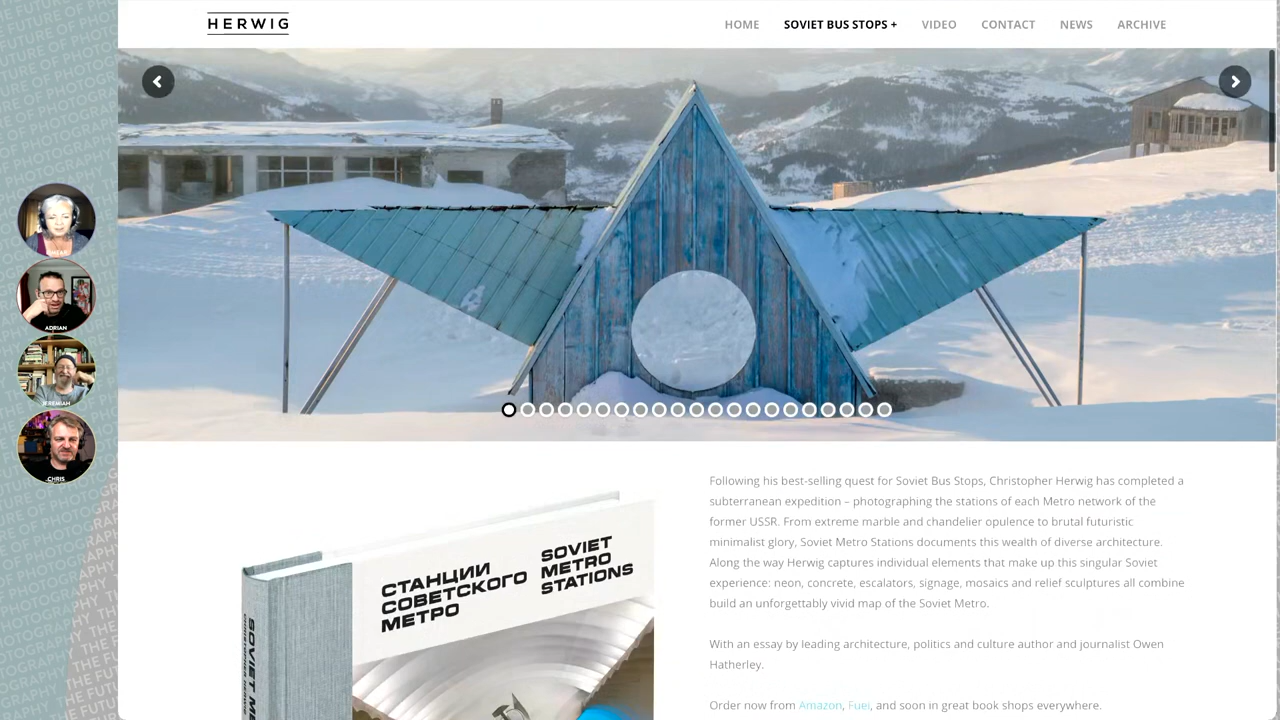 HERWIG
HOME SOVIET BUS STOPS + VIDEO CONTACT NEWS ARCHIVE
ADRIAN
JEREMIAH
CHRIS
Following his best-selling quest for Soviet Bus Stops, Christopher Herwig has completed a
subterranean expedition – photographing the stations of each Metro network of the
former USSR. From extreme marble and chandelier opulence to brutal futuristic
minimalist glory, Soviet Metro Stations documents this wealth of diverse architecture.
Along the way Herwig captures individual elements that make up this singular Soviet
experience: neon, concrete, escalators, signage, mosaics and relief sculptures all combine
build an unforgettably vivid map of the Soviet Metro.
With an essay by leading architecture, politics and culture author and journalist Owen
Hatherley.
Order now from Amazon, Fuel, and soon in great book shops everywhere.
СТАНЦИИ
СОВЕТСКОГО
МЕТРО
SOVIET
METRO
STATIONS